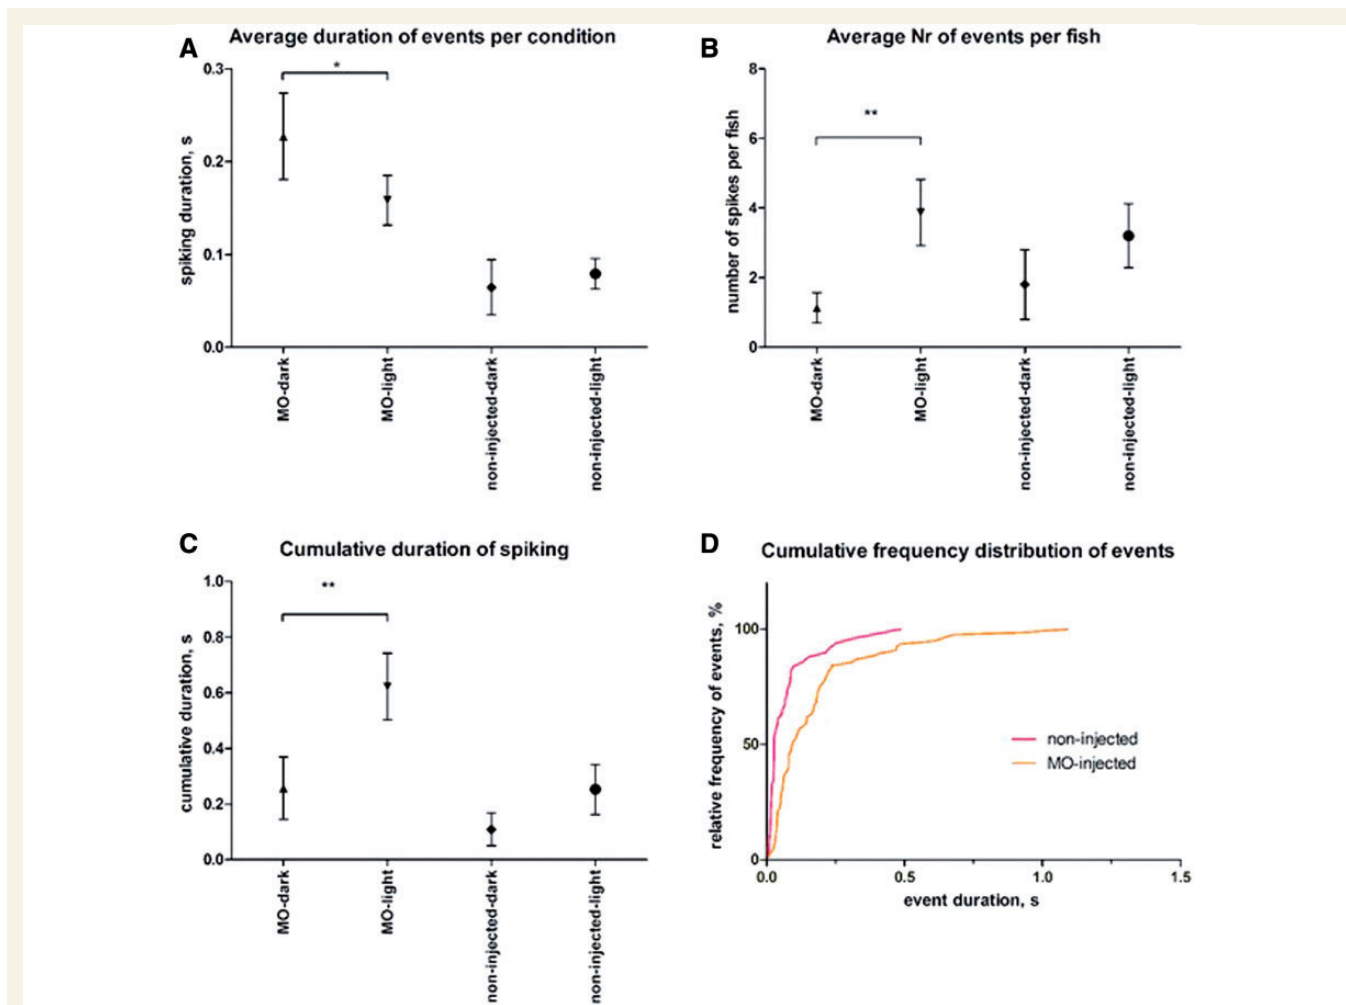 A
Average duration of events per condition
spiking duration, s
0.3
0.2
0.1
0.0
*
MO-dark
MO-light
non-injected-dark
non-injected-light
B
Average Nr of events per fish
number of spikes per fish
8
6
4
2
0
**
MO-dark
MO-light
non-injected-dark
non-injected-light
C
Cumulative duration of spiking
cumulative duration, s
1.0
0.8
0.6
0.4
0.2
0.0
**
MO-dark
MO-light
non-injected-dark
non-injected-light
D
Cumulative frequency distribution of events
relative frequency of events, %
100
50
0
non-injected
MO-injected
0.0
0.5
1.0
1.5
event duration, s